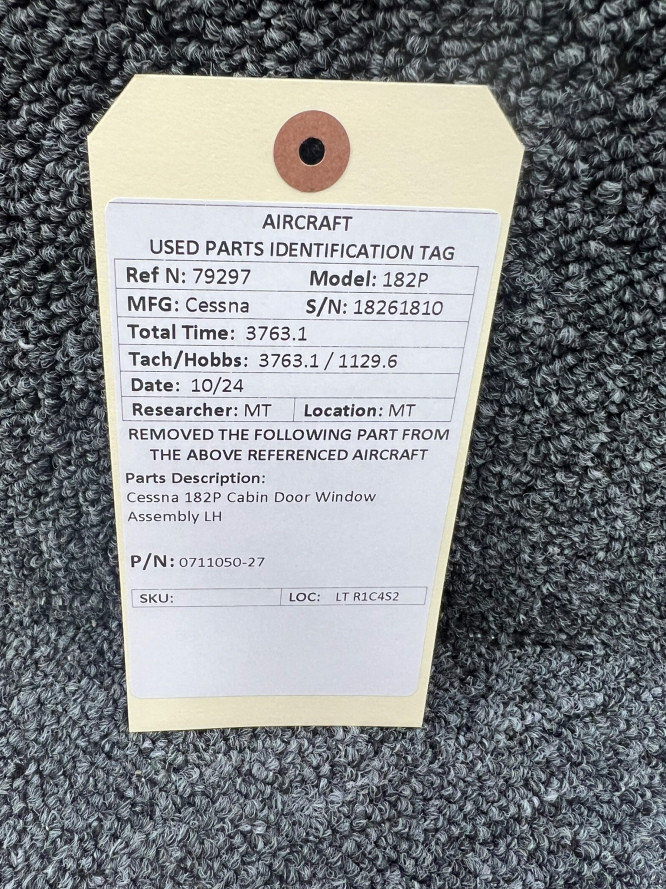 AIRCRAFT
USED PARTS IDENTIFICATION TAG
Ref N: 79297 Model: 182P
MFG: Cessna S/N: 18261810
Total Time: 3763.1
Tach/Hobbs: 3763.1 / 1129.6
Date: 10/24
Researcher: MT Location: MT
REMOVED THE FOLLOWING PART FROM
THE ABOVE REFERENCED AIRCRAFT
Parts Description:
Cessna 182P Cabin Door Window
Assembly LH
P/N: 0711050-27
SKU: LOC: LT R1C4S2